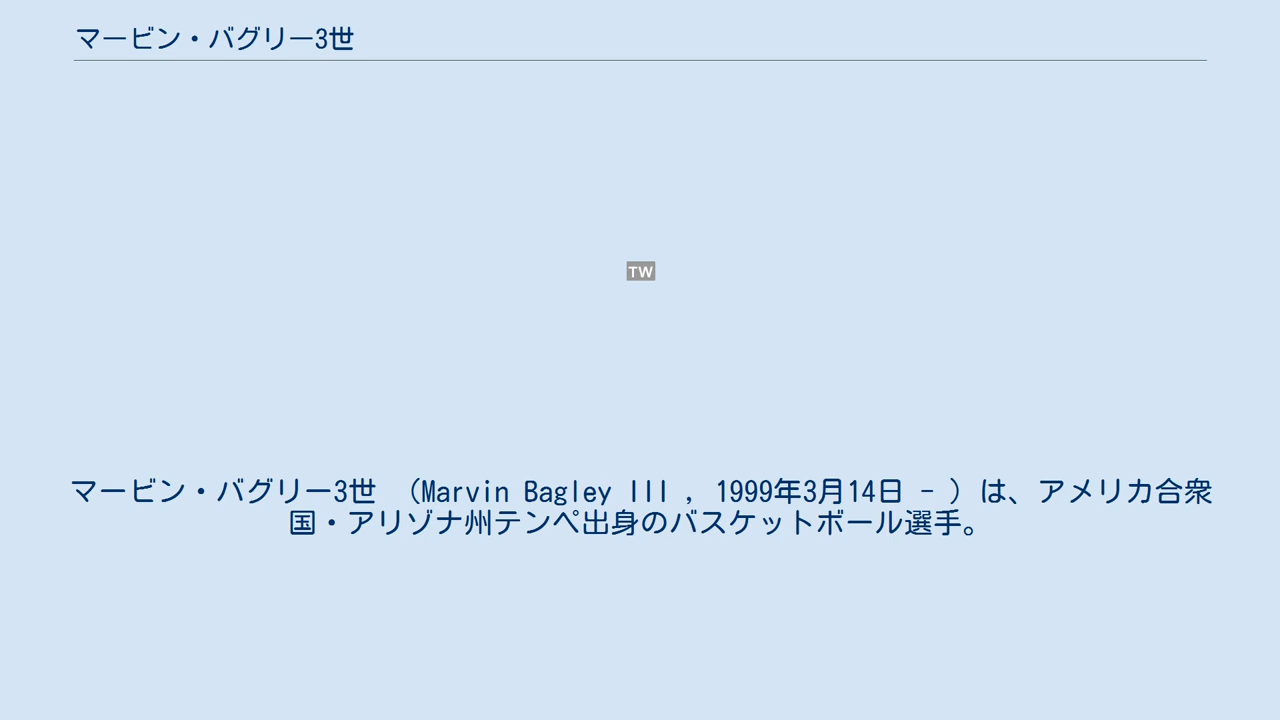 マービン・バグリー3世
TW
マービン・バグリー3世 （Marvin Bagley III , 1999年3月14日 - ）は、アメリカ合衆
国・アリゾナ州テンペ出身のバスケットボール選手。